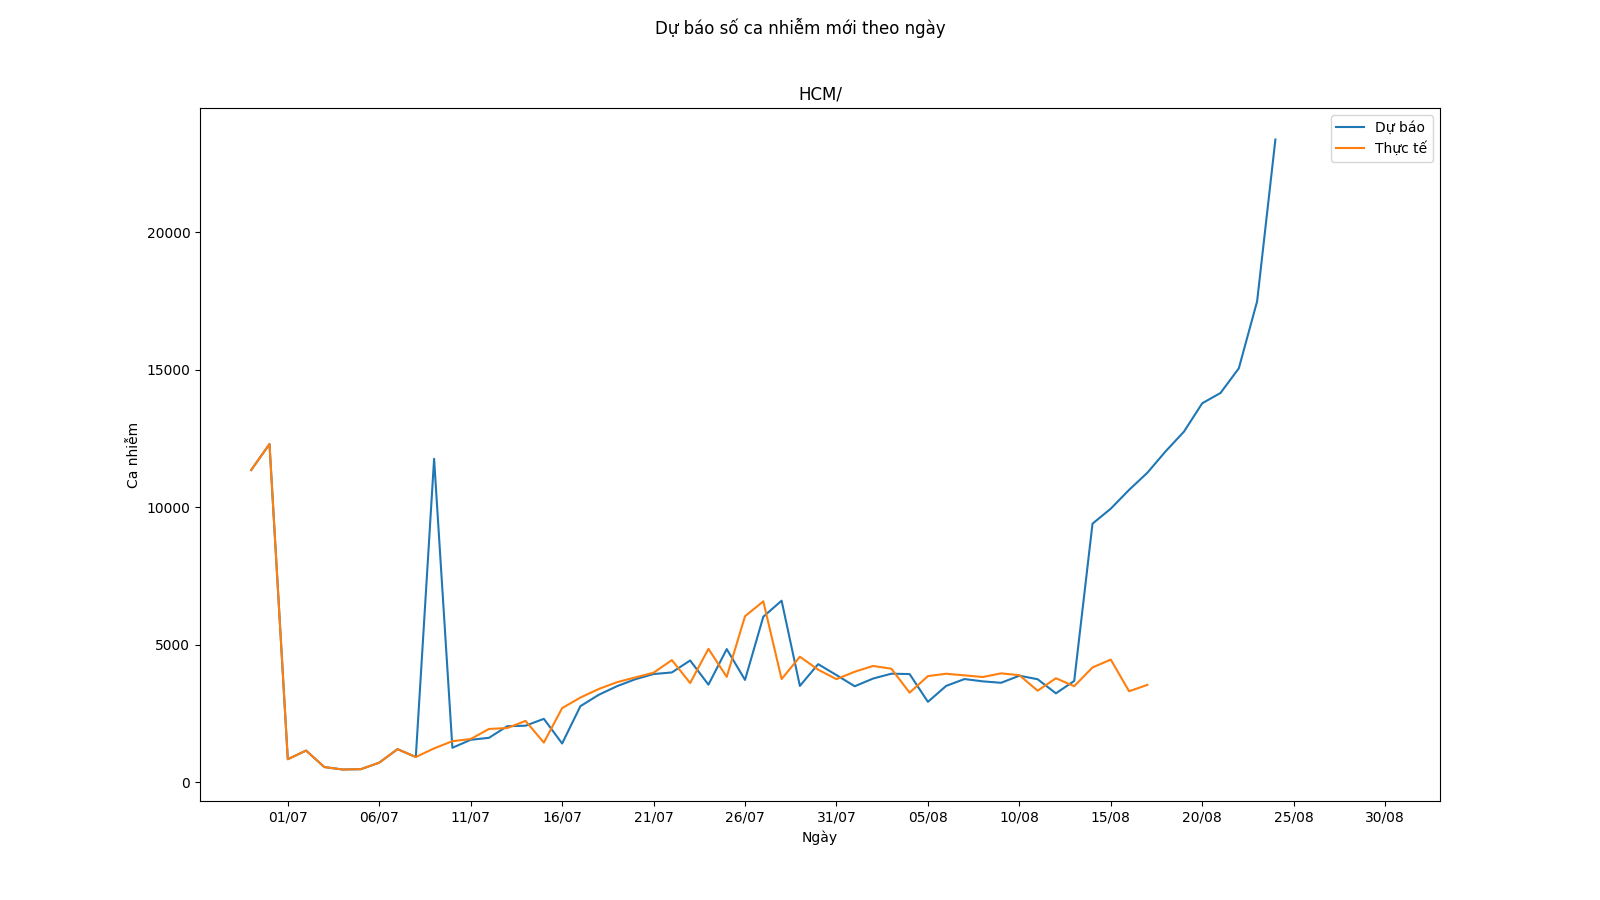 Dự báo số ca nhiễm mới theo ngày
HCM/
Dự báo
Thực tế
Ca nhiễm
20000
15000
10000
5000
0
01/07 06/07 11/07 16/07 21/07 26/07 31/07 05/08 10/08 15/08 20/08 25/08 30/08
Ngày